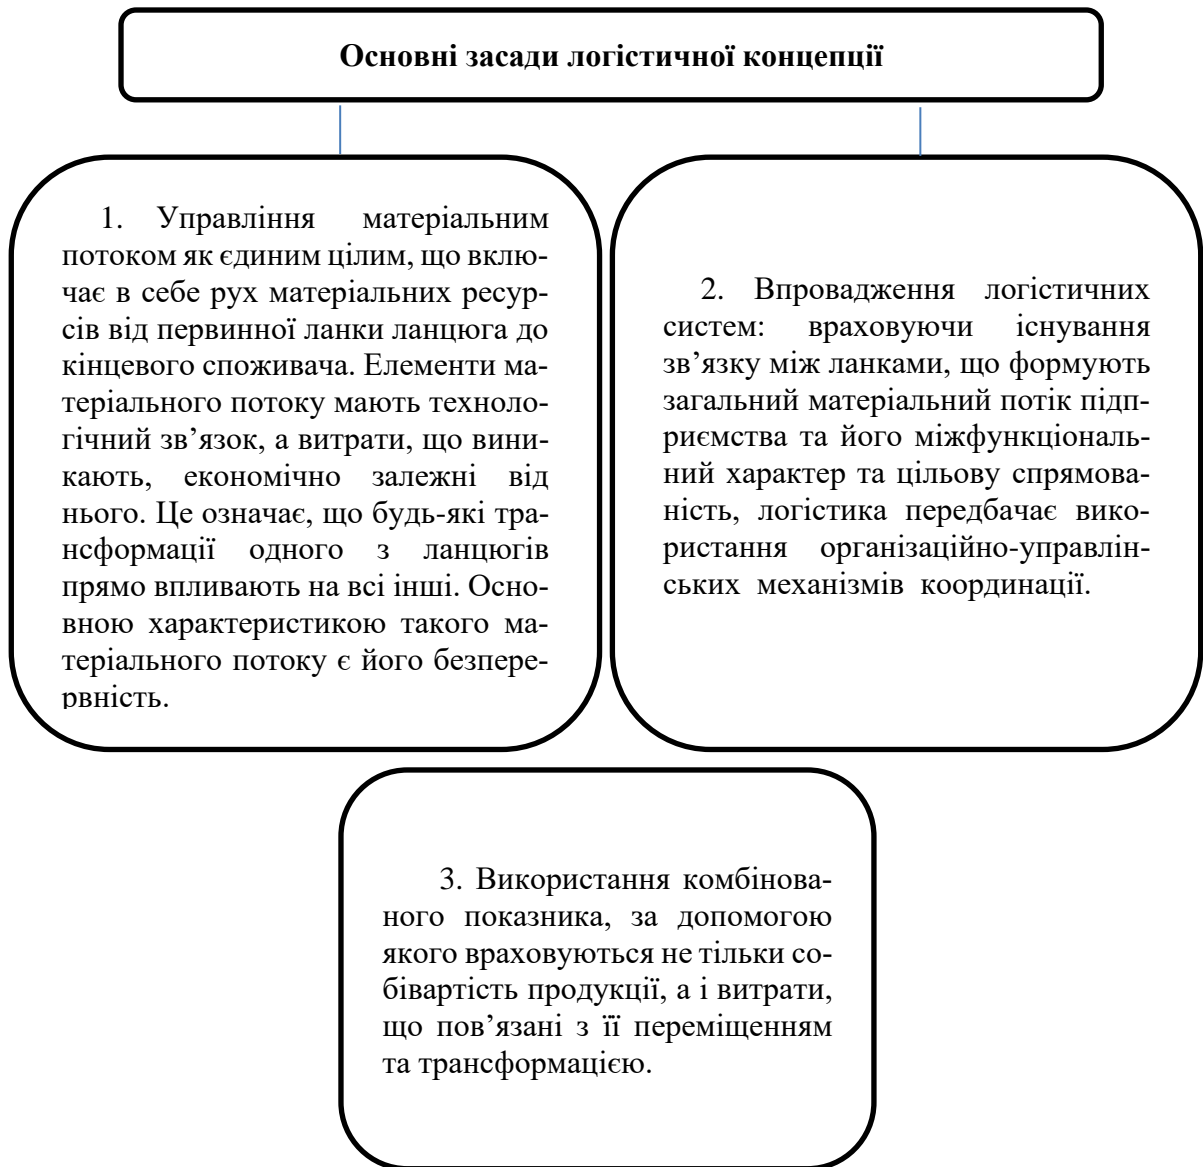 Основні засади логістичної концепції
1. Управління матеріальним
потоком як єдиним цілим, що вклю-
чає в себе рух матеріальних ресур-
сів від первинної ланки ланцюга до
кінцевого споживача. Елементи ма-
теріального потоку мають техноло-
гічний зв’язок, а витрати, що вини-
кають, економічно залежні від
нього. Це означає, що будь-які тра-
нсформації одного з ланцюгів
прямо впливають на всі інші. Осно-
вною характеристикою такого ма-
теріального потоку є його безпере-
рвність.
2. Впровадження логістичних
систем: враховуючи існування
зв’язку між ланками, що формують
загальний матеріальний потік підп-
риємства та його міжфункціональ-
ний характер та цільову спрямова-
ність, логістика передбачає вико-
ристання організаційно-управлін-
ських механізмів координації.
3. Використання комбінова-
ного показника, за допомогою
якого враховуються не тільки со-
бівартість продукції, а і витрати,
що пов’язані з її переміщенням
та трансформацією.